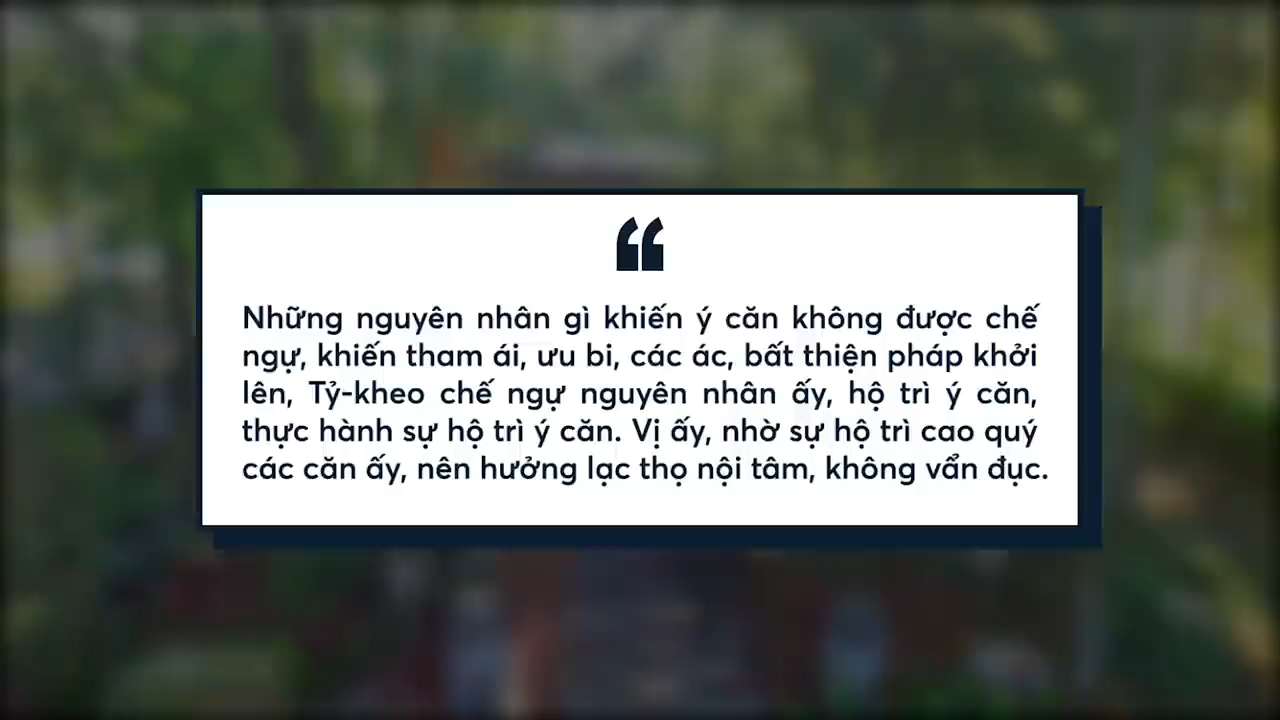 “
Những nguyên nhân gì khiến ý căn không được chế
ngự, khiến tham ái, ưu bi, các ác, bất thiện pháp khởi
lên, Tỷ-kheo chế ngự nguyên nhân ấy, hộ trì ý căn,
thực hành sự hộ trì ý căn. Vị ấy, nhờ sự hộ trì cao quý
các căn ấy, nên hưởng lạc thọ nội tâm, không vẩn đục.